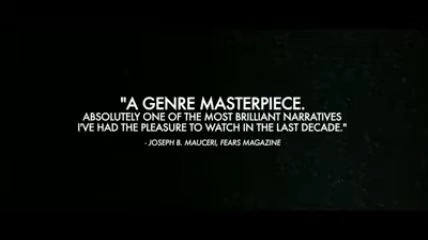 "A GENRE MASTERPIECE.
ABSOLUTELY ONE OF THE MOST BRILLIANT NARRATIVES
I'VE HAD THE PLEASURE TO WATCH IN THE LAST DECADE."
- JOSEPH B. MAUCERI, FEARS MAGAZINE